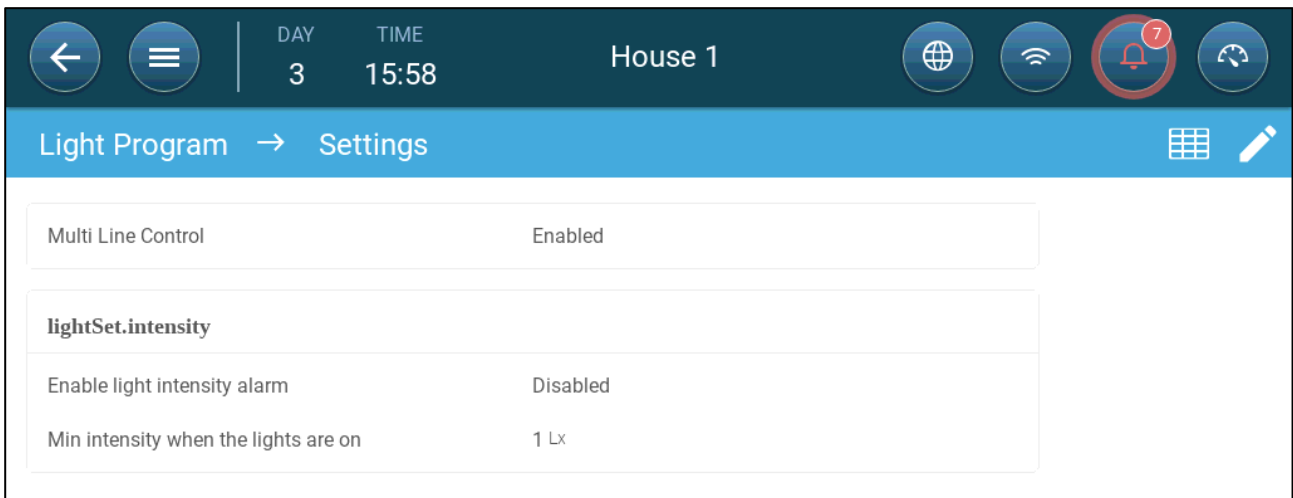 DAY TIME
3 15:58 House 1 7
Light Program → Settings
Multi Line Control Enabled
lightSet.intensity
Enable light intensity alarm Disabled
Min intensity when the lights are on 1 Lx